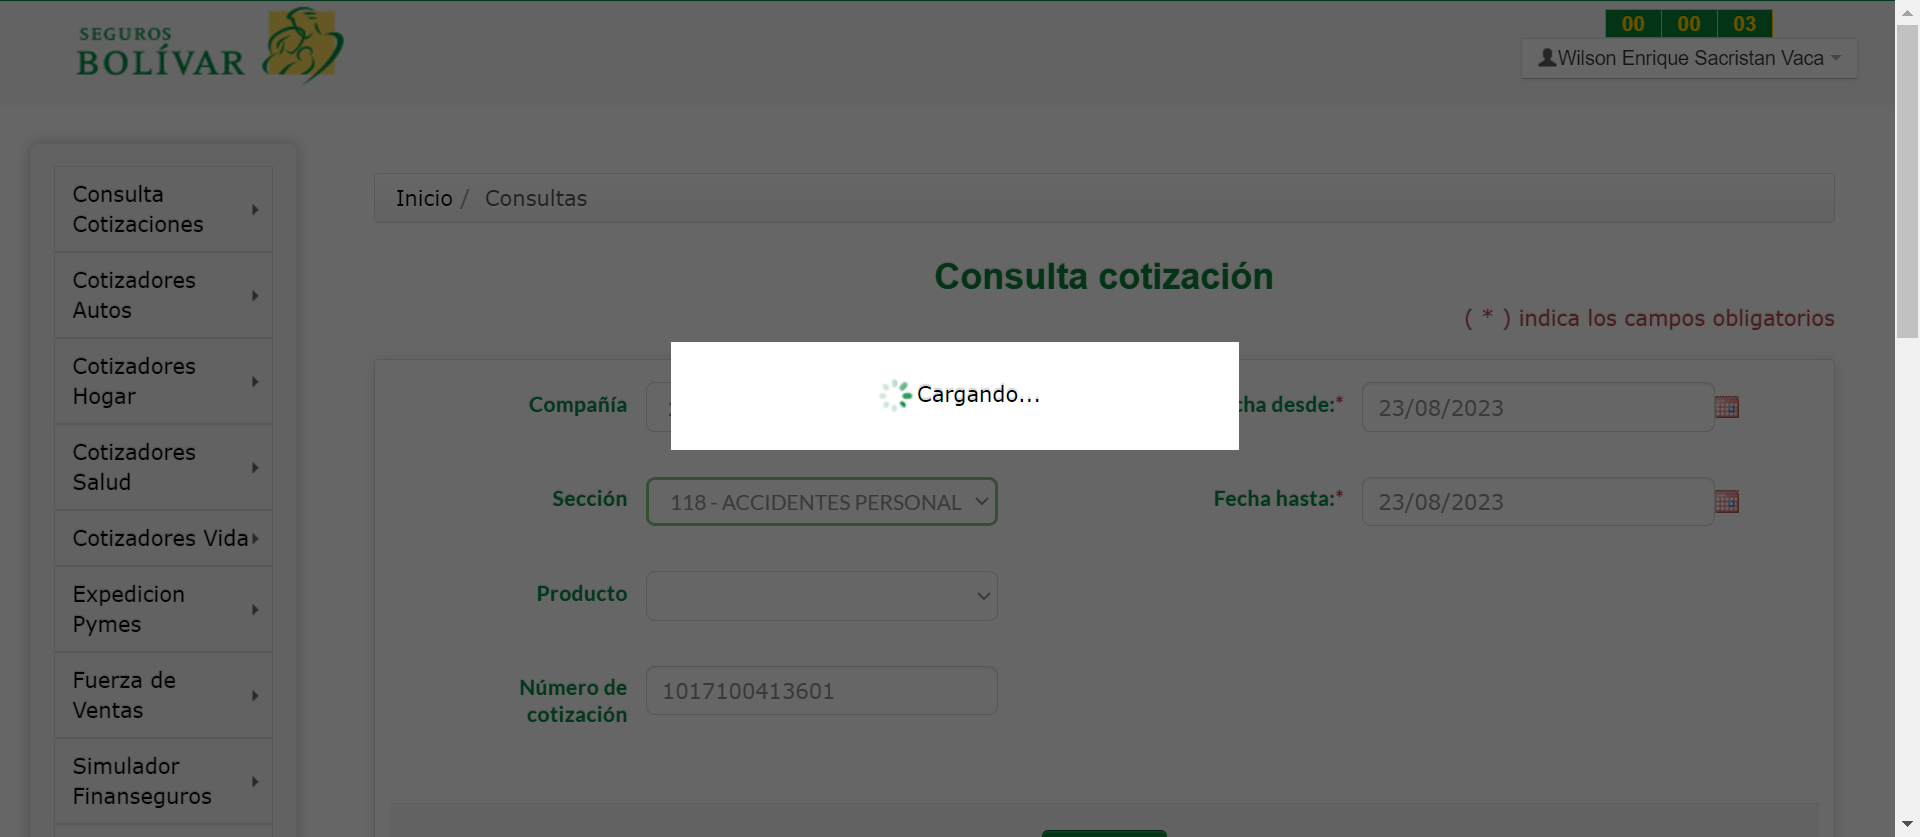 SEGUROS
BOLÍVAR
00 00 03
Wilson Enrique Sacristan Vaca
Consulta
Cotizaciones
Cotizadores
Autos
Cotizadores
Hogar
Cotizadores
Salud
Cotizadores Vida
Expedicion
Pymes
Fuerza de
Ventas
Simulador
Finanseguros
Inicio / Consultas
Consulta cotización
( * ) indica los campos obligatorios
Cargando...
Compañía
cha desde:* 23/08/2023
Sección 118 - ACCIDENTES PERSONAL
Fecha hasta:* 23/08/2023
Producto
Número de
cotización
1017100413601